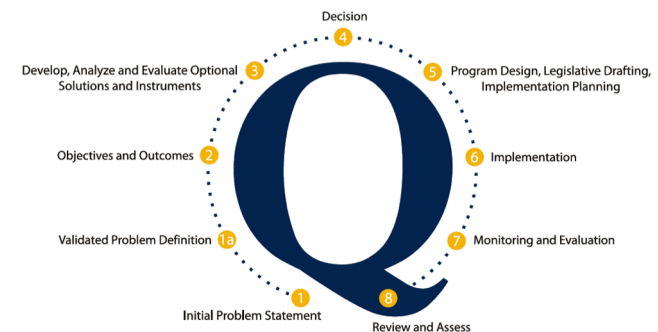 Decision
4
3
Develop, Analyze and Evaluate Optional
Solutions and Instruments
5
Program Design, Legislative Drafting,
Implementation Planning
Objectives and Outcomes
2
6
Implementation
Validated Problem Definition
1a
7
Monitoring and Evaluation
1
Initial Problem Statement
8
Review and Assess
Q